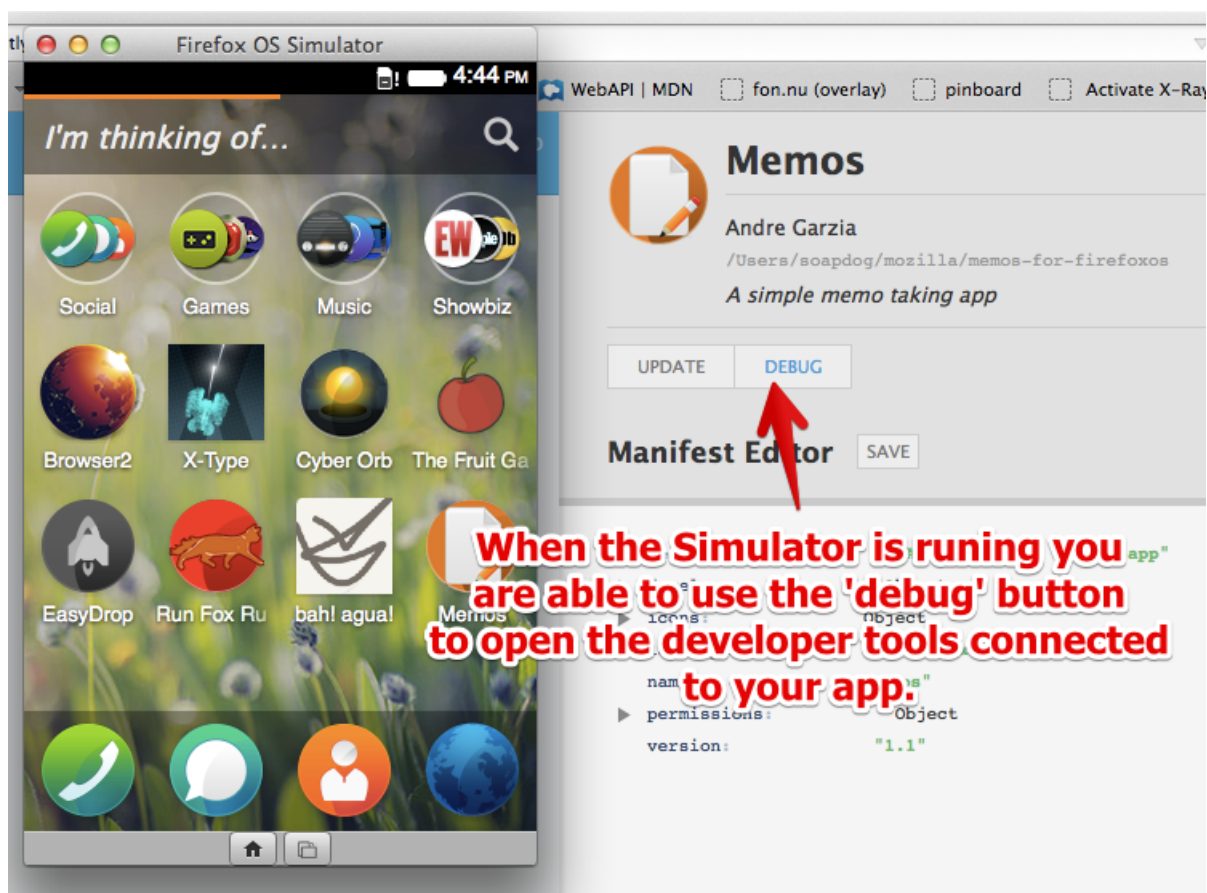 Firefox OS Simulator
4:44 PM
I'm thinking of...
Social Games Music Showbiz
EW
Browser2 X-Type Cyber Orb The Fruit Ga
EasyDrop Run Fox Ru bah! agua! Memos
WebAPI | MDN fon.nu (overlay) pinboard Activate X-Ray
Memos
Andre Garzia
/Users/soapdog/mozilla/memos-for-firefoxos
A simple memo taking app
UPDATE DEBUG
Manifest Editor SAVE
When the Simulator is runing you
are able to use the 'debug' button
to open the developer tools connected
to your app.
app"
icons: Object
permissions: Object
version: "1.1"